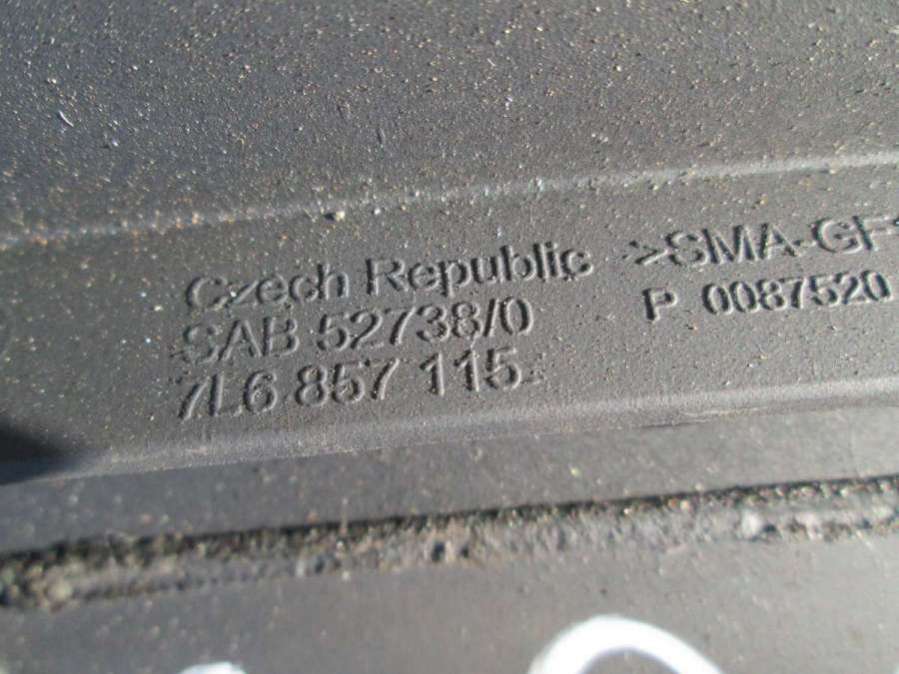 Czech Republic
SAB 52738/0
7L6 857 115
>SMA-GF
P 0087520